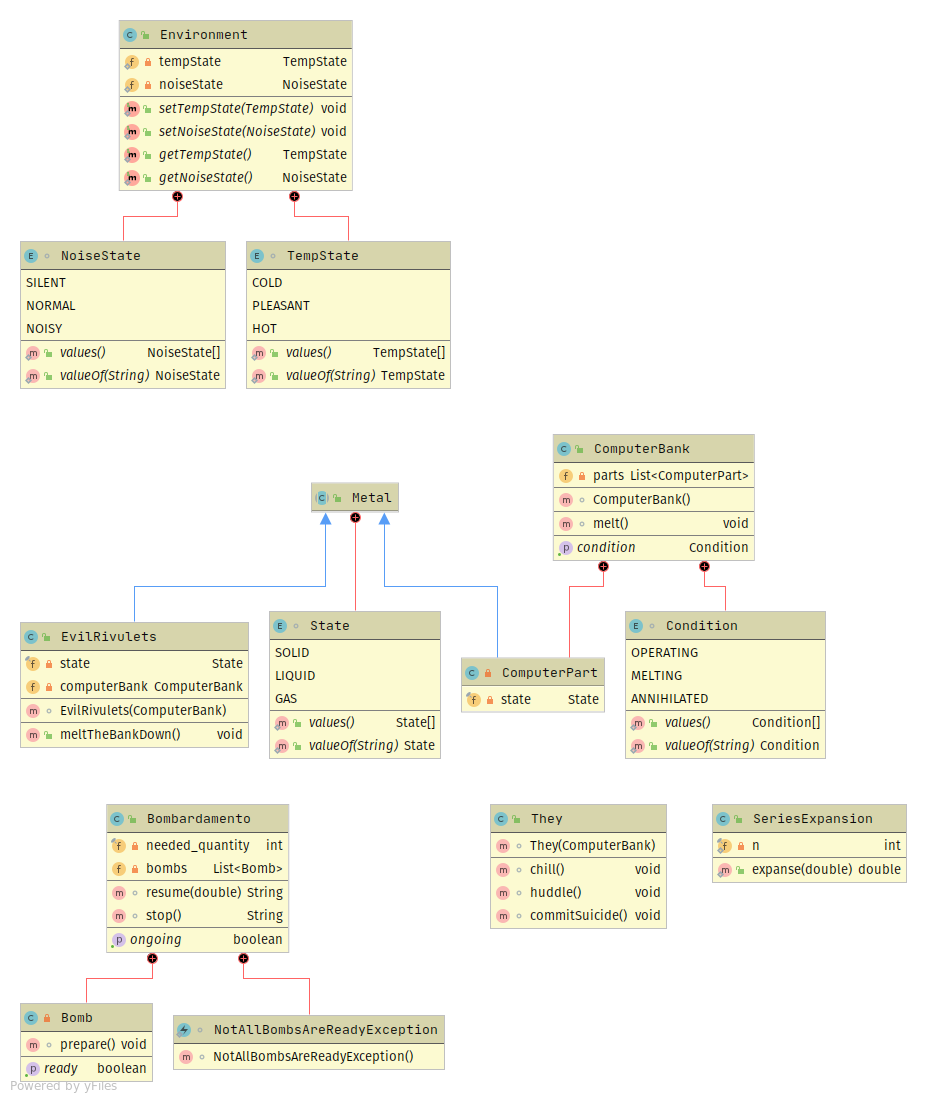 Environment
tempState TempState
noiseState NoiseState
setTempState(TempState) void
setNoiseState(NoiseState) void
getTempState() TempState
getNoiseState() NoiseState
NoiseState
SILENT
NORMAL
NOISY
values() NoiseState[]
valueOf(String) NoiseState
TempState
COLD
PLEASANT
HOT
values() TempState[]
valueOf(String) TempState
ComputerBank
parts List<ComputerPart>
ComputerBank()
melt() void
condition Condition
Metal
EvilRivulets
state State
computerBank ComputerBank
EvilRivulets(ComputerBank)
meltTheBankDown() void
State
SOLID
LIQUID
GAS
values() State[]
valueOf(String) State
ComputerPart
state State
Condition
OPERATING
MELTING
ANNIHILATED
values() Condition[]
valueOf(String) Condition
Bombardamento
needed_quantity int
bombs List<Bomb>
resume(double) String
stop() String
ongoing boolean
They
They(ComputerBank)
chill() void
huddle() void
commitSuicide() void
SeriesExpansion
n int
expanse(double) double
Bomb
prepare() void
ready boolean
NotAllBombsAreReadyException
NotAllBombsAreReadyException()
Powered by yFiles